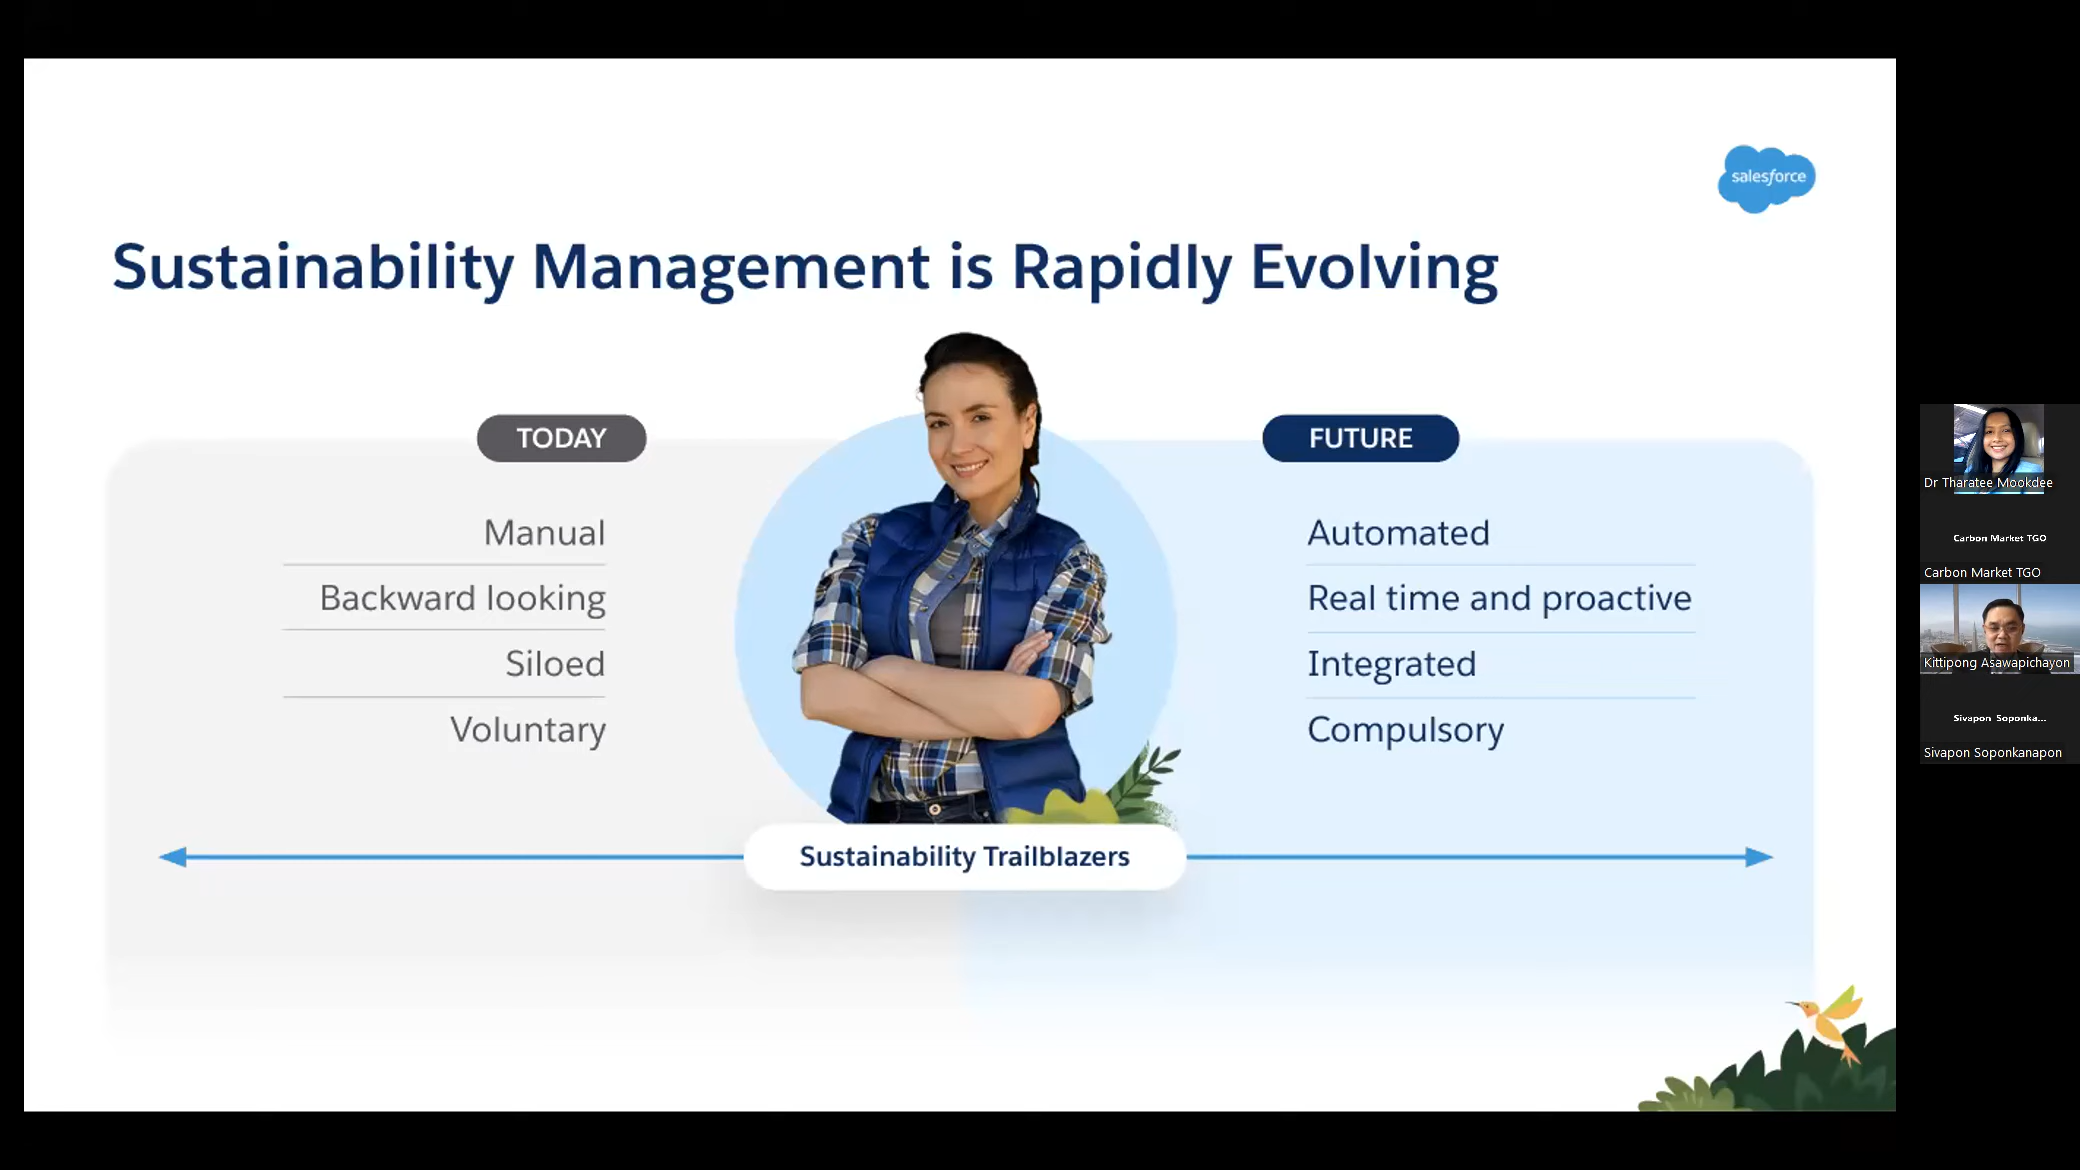 salesforce
Sustainability Management is Rapidly Evolving
TODAY
Manual
Backward looking
Siloed
Voluntary
FUTURE
Automated
Real time and proactive
Integrated
Compulsory
Sustainability Trailblazers
Dr Tharatee Mookdee
Carbon Market TGO
Carbon Market TGO
Kittipong Asawapichayon
Sivapon Soponka...
Sivapon Soponkanapon